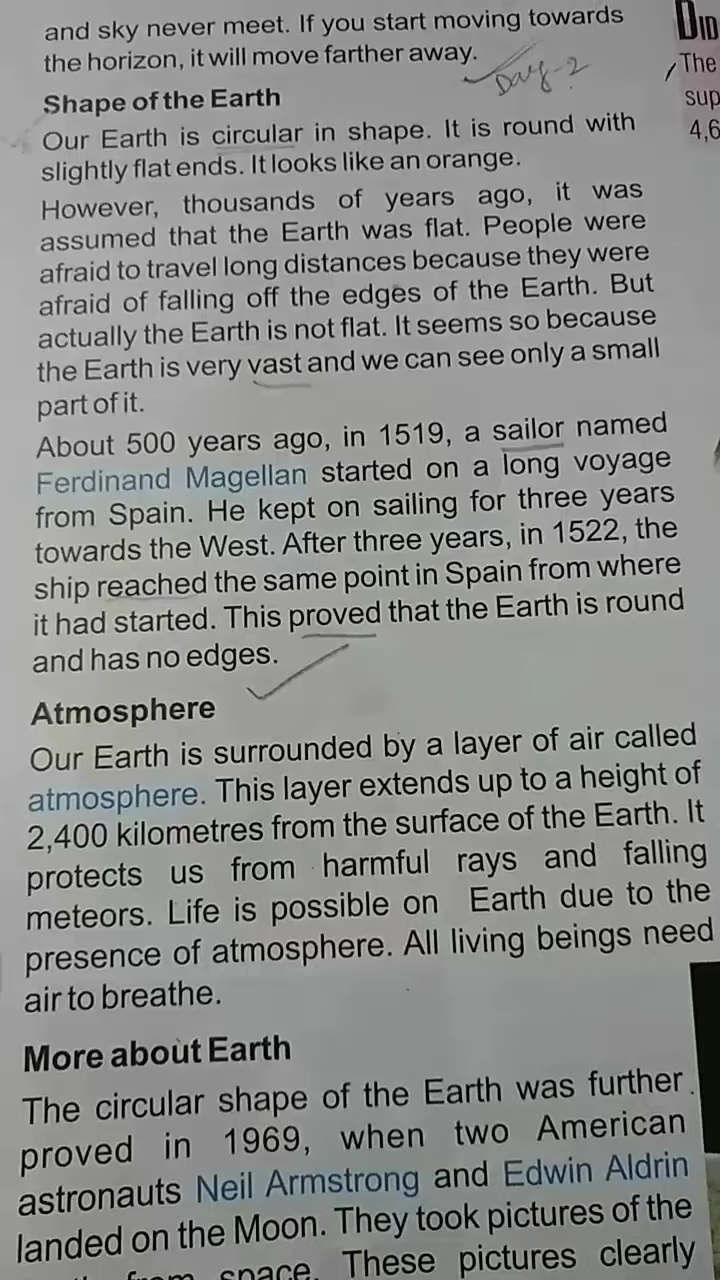 and sky never meet. If you start moving towards
the horizon, it will move farther away.
Day-2
Shape of the Earth
Our Earth is circular in shape. It is round with
slightly flat ends. It looks like an orange.
However, thousands of years ago, it was
assumed that the Earth was flat. People were
afraid to travel long distances because they were
afraid of falling off the edges of the Earth. But
actually the Earth is not flat. It seems so because
the Earth is very vast and we can see only a small
part of it.
About 500 years ago, in 1519, a sailor named
Ferdinand Magellan started on a long voyage
from Spain. He kept on sailing for three years
towards the West. After three years, in 1522, the
ship reached the same point in Spain from where
it had started. This proved that the Earth is round
and has no edges.
Atmosphere
Our Earth is surrounded by a layer of air called
atmosphere. This layer extends up to a height of
2,400 kilometres from the surface of the Earth. It
protects us from harmful rays and falling
meteors. Life is possible on Earth due to the
presence of atmosphere. All living beings need
air to breathe.
More about Earth
The circular shape of the Earth was further
proved in 1969, when two American
astronauts Neil Armstrong and Edwin Aldrin
landed on the Moon. They took pictures of the
from space. These pictures clearly
DID
The
sup
4,6